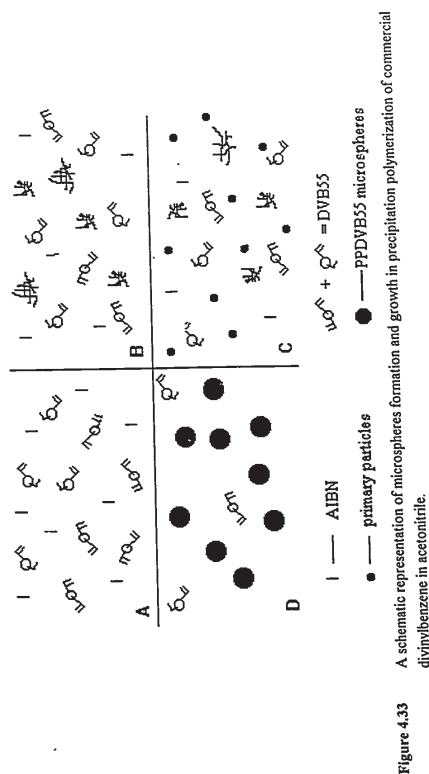 A
B
C
D
I — AIBN
+ = DVB55
● — primary particles
● — PPDVB55 microspheres
Figure 4.33 A schematic representation of microspheres formation and growth in precipitation polymerization of commercial
divinylbenzene in acetonitrile.